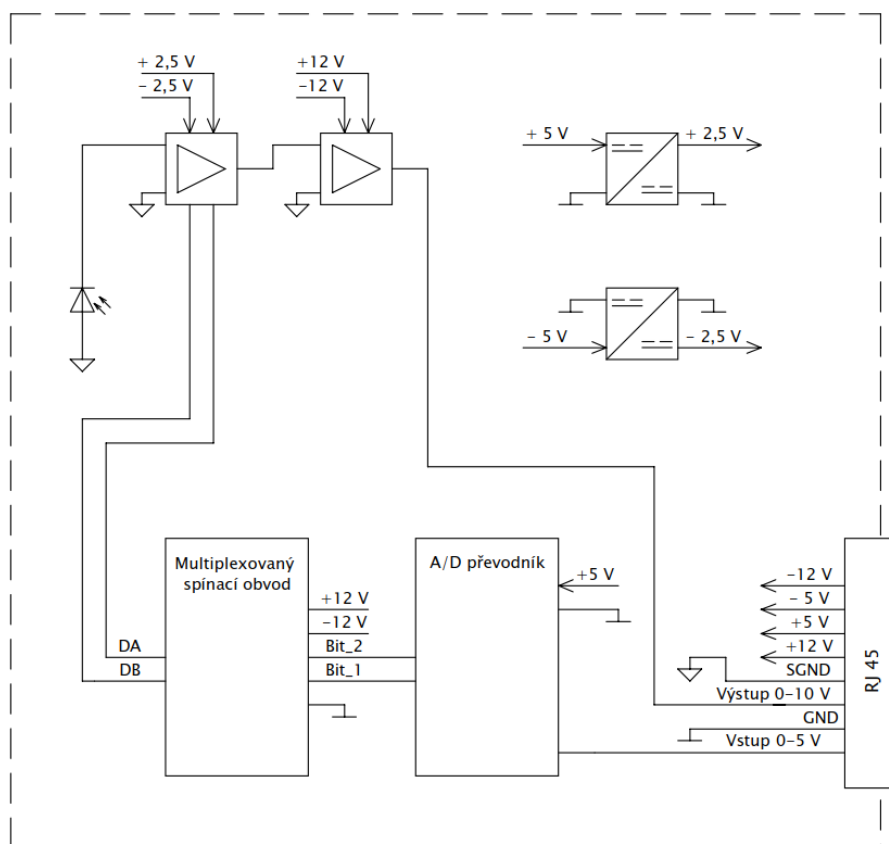 + 2,5 V
– 2,5 V
+12 V
–12 V
+ 5 V
+ 2,5 V
– 5 V
– 2,5 V
Multiplexovaný
spínací obvod
+12 V
–12 V
Bit_2
Bit_1
DA
DB
A/D převodník
+5 V
–12 V
– 5 V
+5 V
+12 V
SGND
Výstup 0–10 V
GND
Vstup 0–5 V
RJ 45